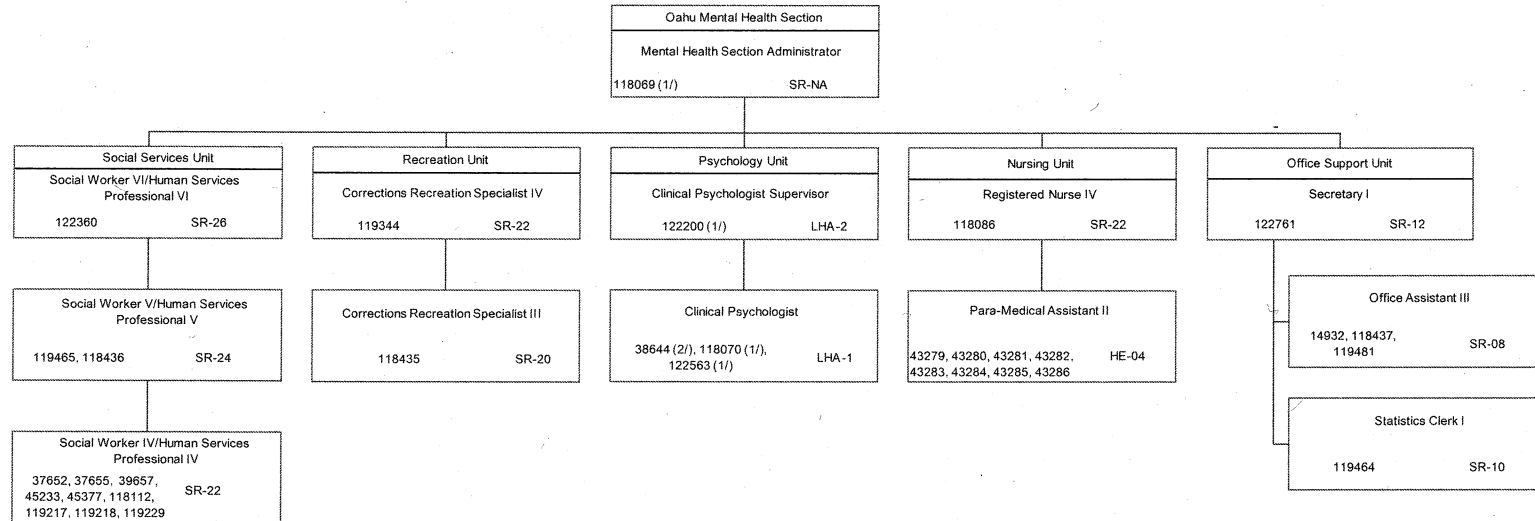 Oahu Mental Health Section
Mental Health Section Administrator
118069 (1/) SR-NA
Social Services Unit
Social Worker VI/Human Services
Professional VI
122360 SR-26
Social Worker V/Human Services
Professional V
119465, 118436 SR-24
Social Worker IV/Human Services
Professional IV
37652, 37655, 39657,
45233, 45377, 118112,
119217, 119218, 119229
SR-22
Recreation Unit
Corrections Recreation Specialist IV
119344 SR-22
Corrections Recreation Specialist III
118435 SR-20
Psychology Unit
Clinical Psychologist Supervisor
122200 (1/) LHA-2
Clinical Psychologist
38644 (2/), 118070 (1/),
122563 (1/)
LHA-1
Nursing Unit
Registered Nurse IV
118086 SR-22
Para-Medical Assistant II
43279, 43280, 43281, 43282,
43283, 43284, 43285, 43286
HE-04
Office Support Unit
Secretary I
122761 SR-12
Office Assistant III
14932, 118437,
119481
SR-08
Statistics Clerk I
119464 SR-10